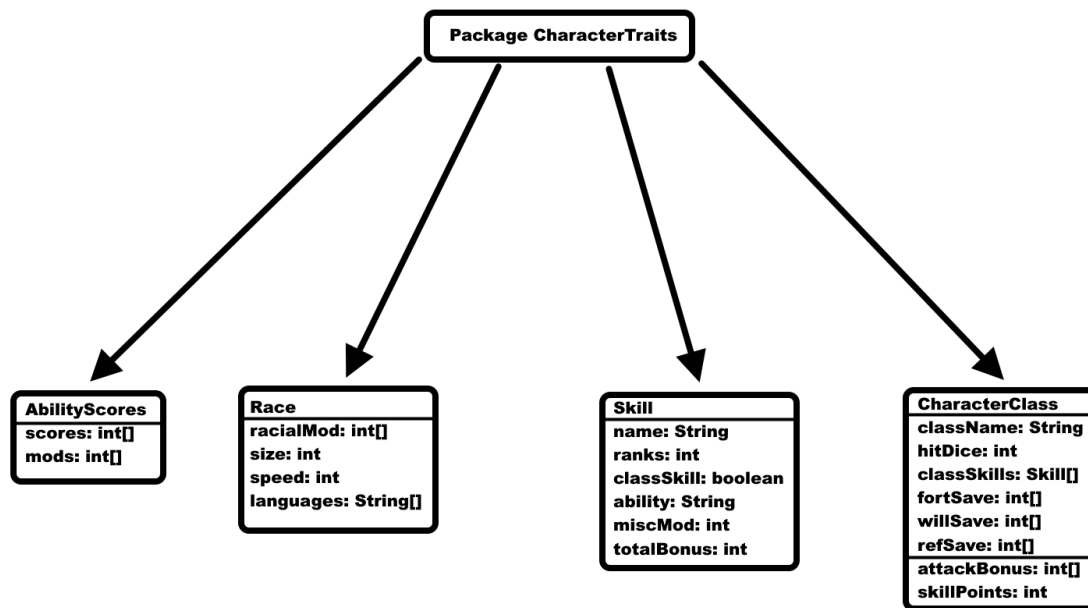 Package CharacterTraits
AbilityScores
scores: int[]
mods: int[]
Race
racialMod: int[]
size: int
speed: int
languages: String[]
Skill
name: String
ranks: int
classSkill: boolean
ability: String
miscMod: int
totalBonus: int
CharacterClass
className: String
hitDice: int
classSkills: Skill[]
fortSave: int[]
willSave: int[]
refSave: int[]
attackBonus: int[]
skillPoints: int